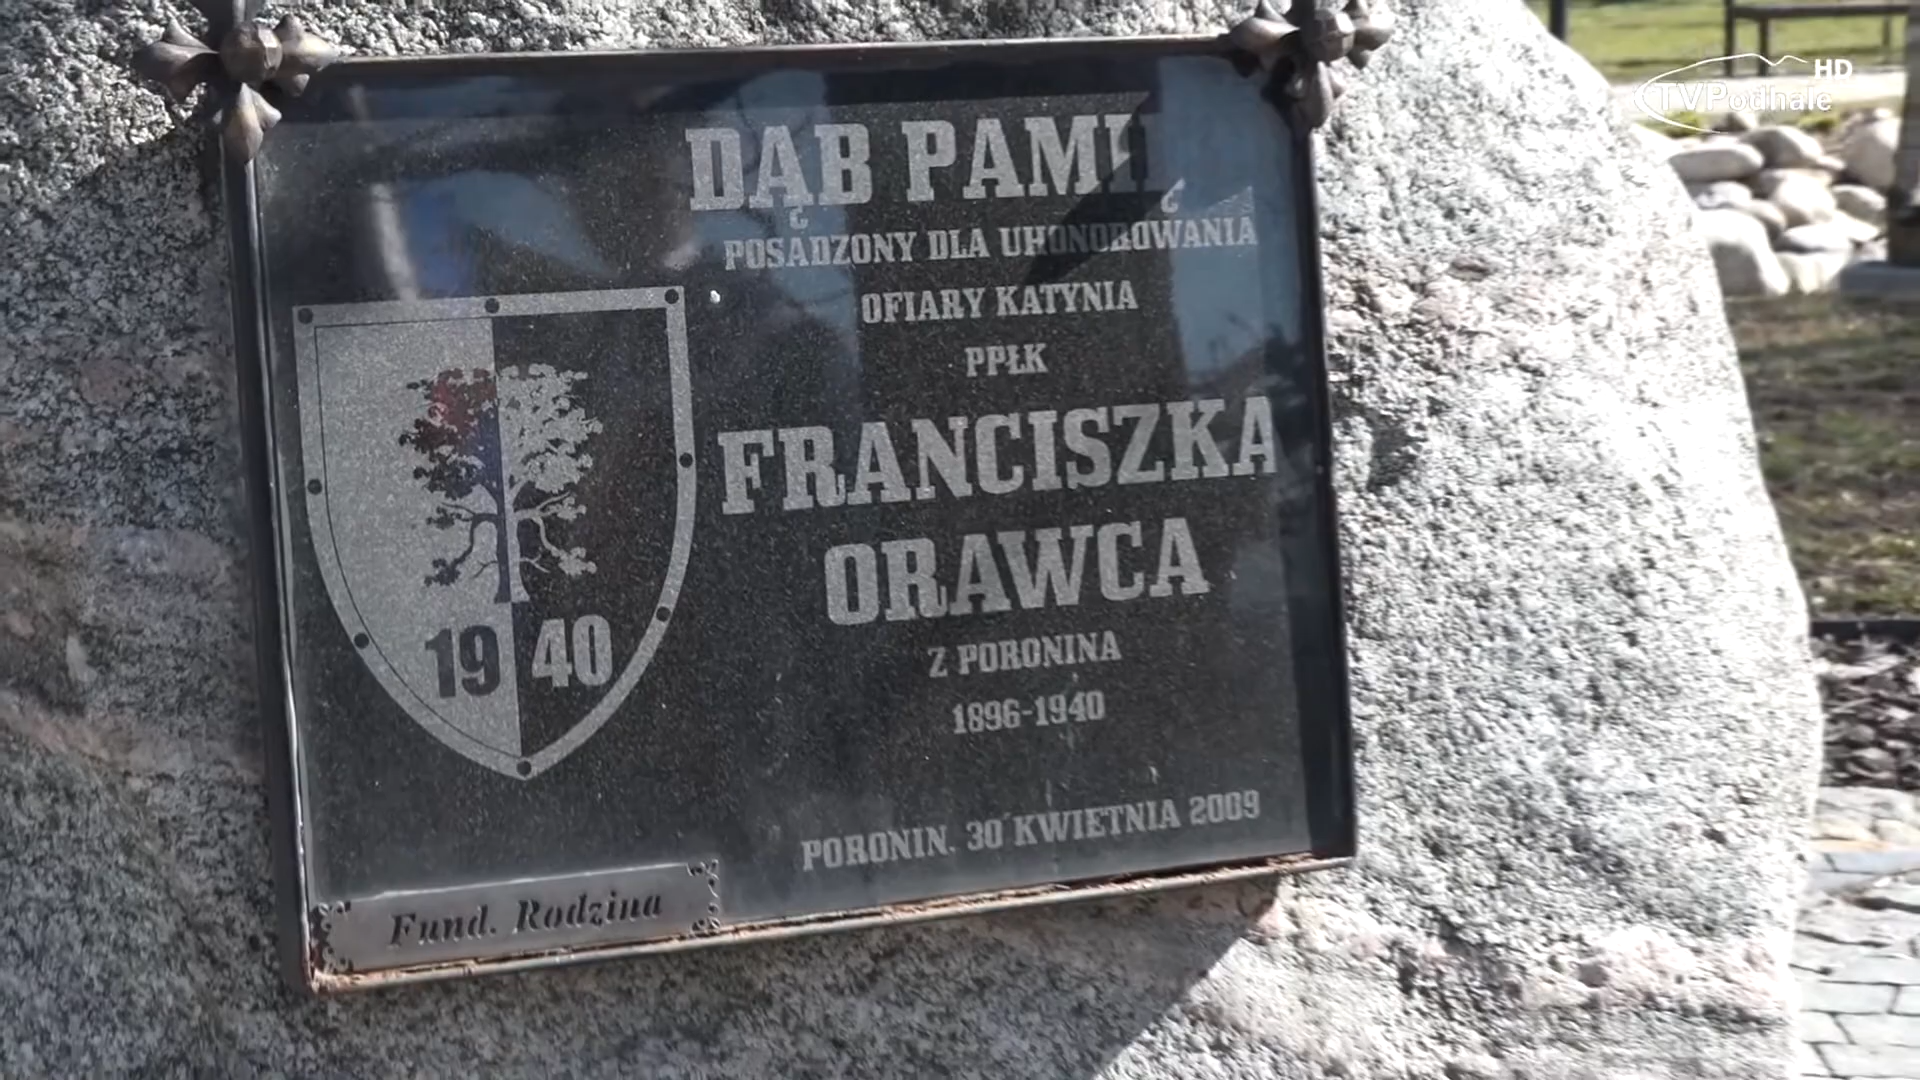 DĄB PAMI
POSADZONY DLA UHONOROWANIA
OFIARY KATYNIA
PPŁK
FRANCISZKA
ORAWCA
Z PORONINA
1896-1940
19 40
PORONIN, 30 KWIETNIA 2009
Fund. Rodzina
TVPodhale HD